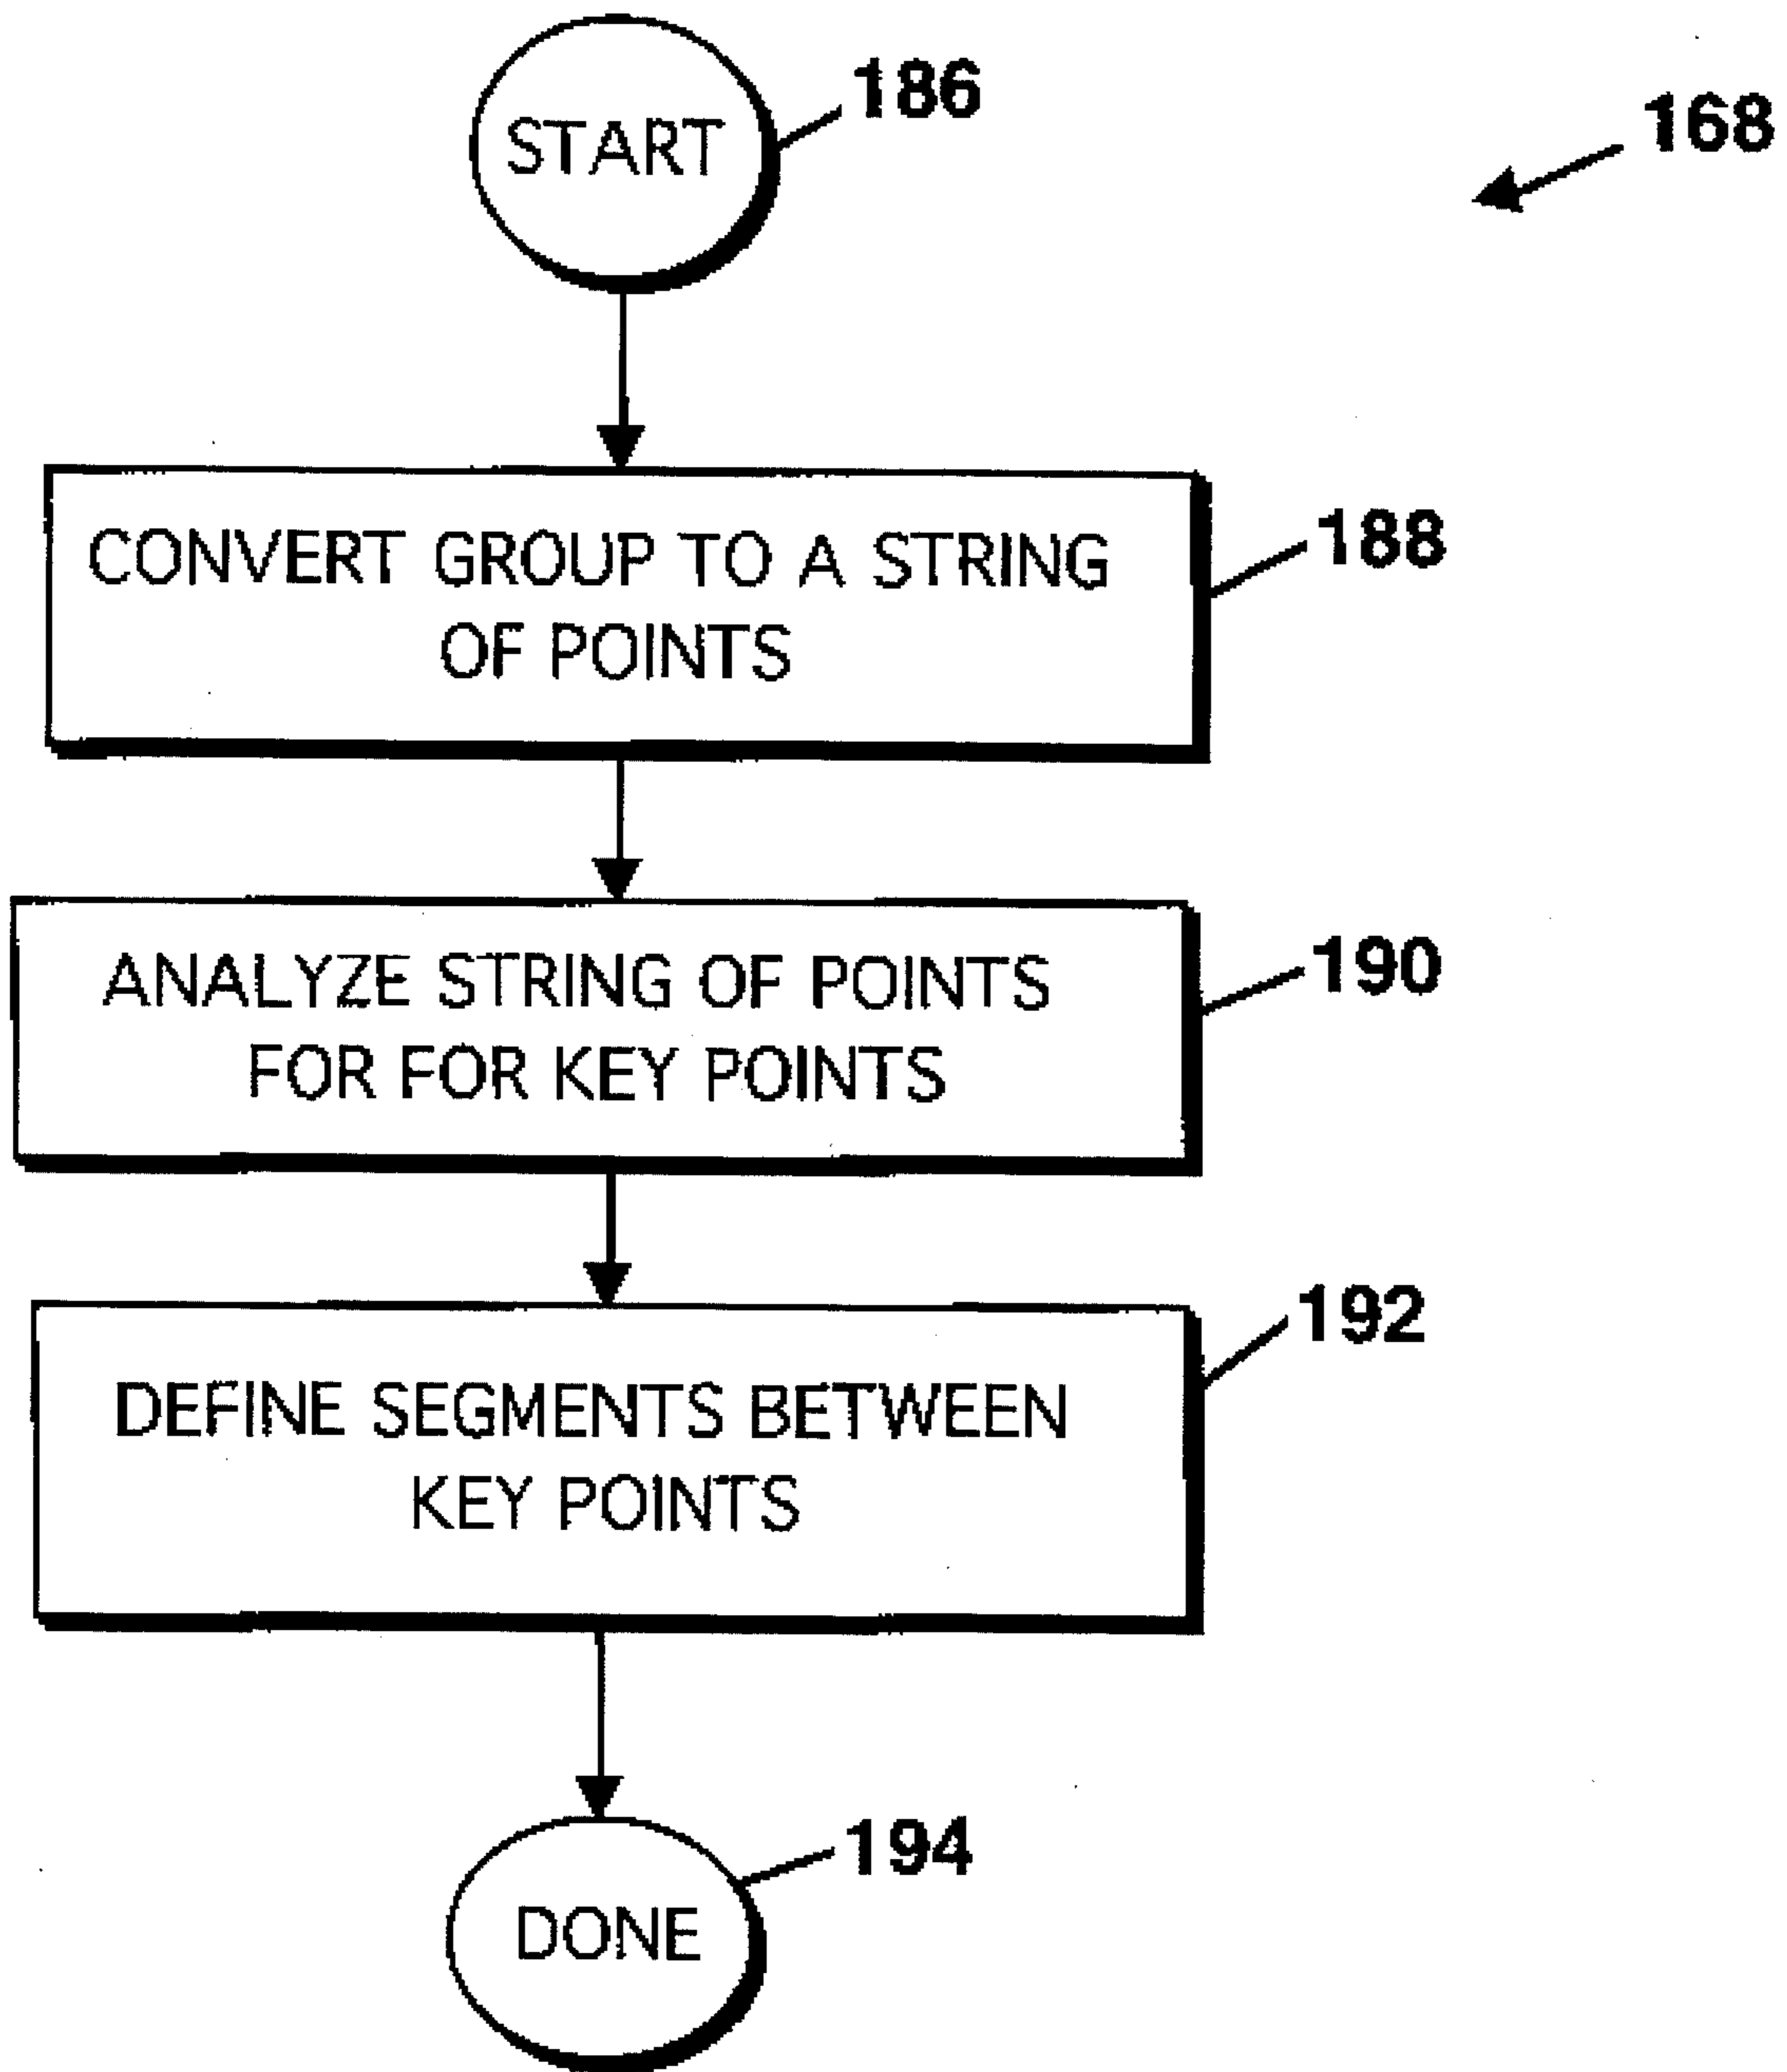 START
186
168
CONVERT GROUP TO A STRING
OF POINTS
188
ANALYZE STRING OF POINTS
FOR FOR KEY POINTS
190
DEFINE SEGMENTS BETWEEN
KEY POINTS
192
DONE
194